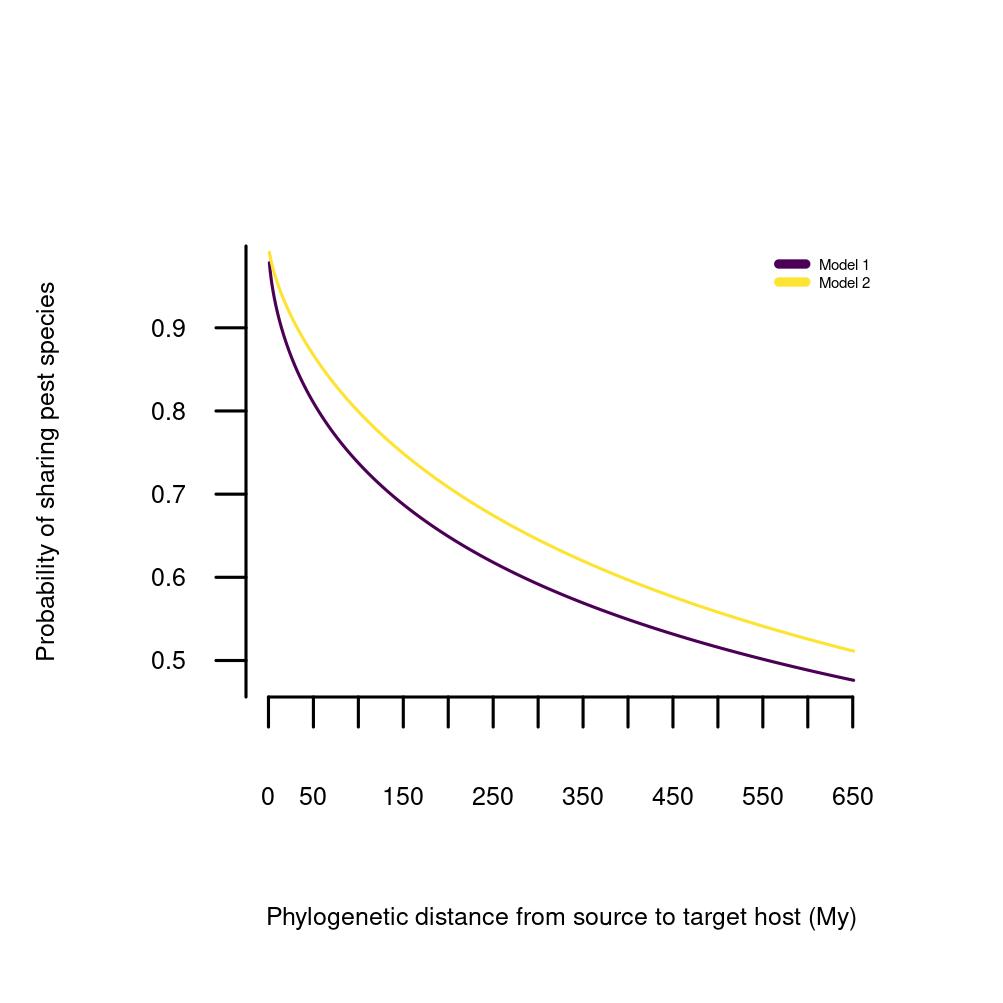 Model 1
Model 2
Probability of sharing pest species
0.9
0.8
0.7
0.6
0.5
0 50 150 250 350 450 550 650
Phylogenetic distance from source to target host (My)